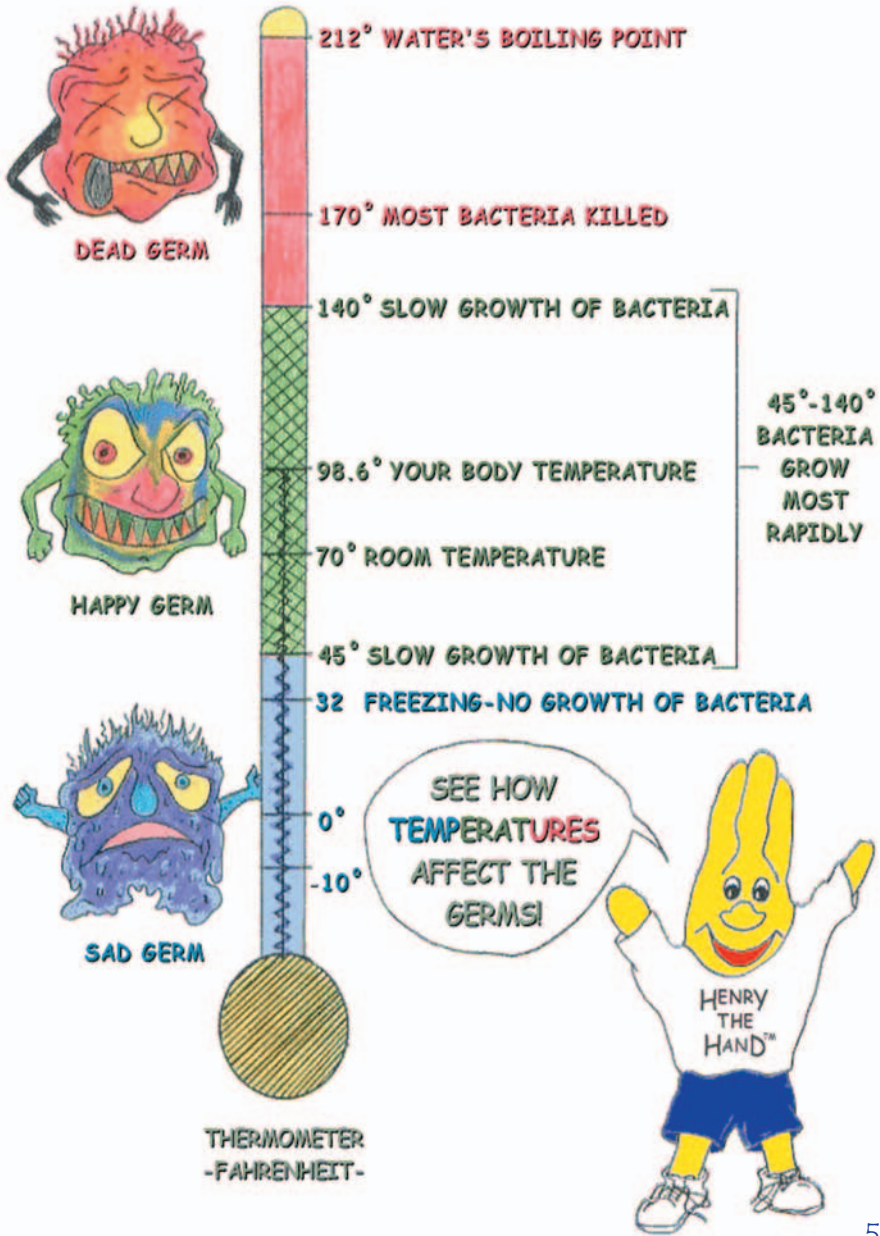 212° WATER'S BOILING POINT
170° MOST BACTERIA KILLED
DEAD GERM
140° SLOW GROWTH OF BACTERIA
45°-140°
BACTERIA
GROW
MOST
RAPIDLY
98.6° YOUR BODY TEMPERATURE
70° ROOM TEMPERATURE
HAPPY GERM
45° SLOW GROWTH OF BACTERIA
32 FREEZING-NO GROWTH OF BACTERIA
SEE HOW
TEMPERATURES
AFFECT THE
GERMS!
0°
-10°
SAD GERM
HENRY
THE
HAND™
THERMOMETER
-FAHRENHEIT-
5